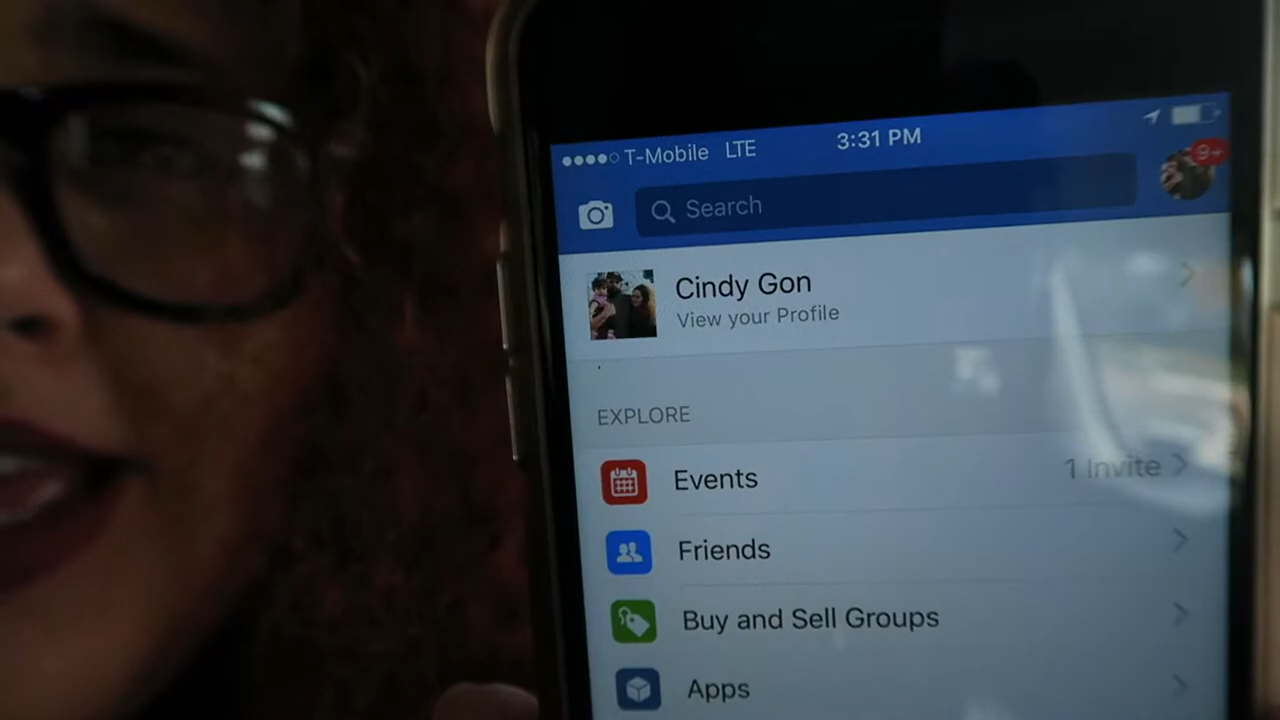 T-Mobile LTE 3:31 PM
9+
Search
Cindy Gon
View your Profile
EXPLORE
Events 1 Invite
Friends
Buy and Sell Groups
Apps